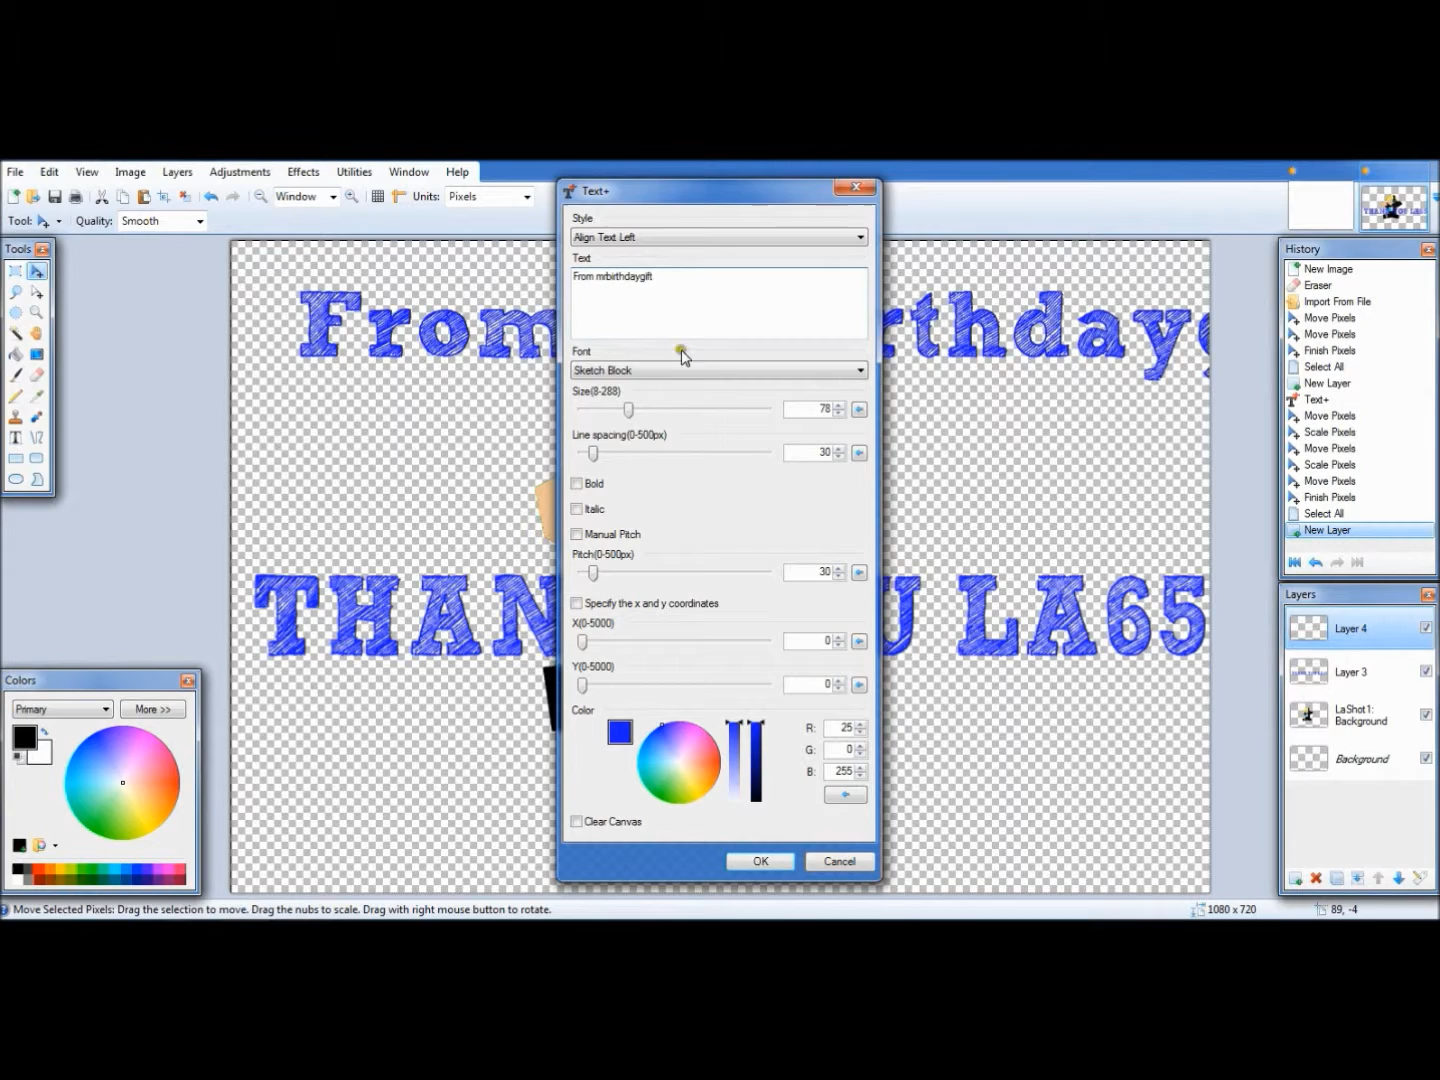 File Edit View Image Layers Adjustments Effects Utilities Window Help
Window Units: Pixels
Tool: Quality: Smooth
Tools
Text+
Style
Align Text Left
Text
From mrbirthdaygift
Font
Sketch Block
Size(8-288)
78
Line spacing(0-500px)
30
Bold
Italic
Manual Pitch
Pitch(0-500px)
30
Specify the x and y coordinates
X(0-5000)
0
Y(0-5000)
0
Color
R: 25
G: 0
B: 255
Clear Canvas
OK Cancel
From rthdayg
THAN U LA65
Colors
Primary More >>
History
New Image
Eraser
Import From File
Move Pixels
Move Pixels
Finish Pixels
Select All
New Layer
Text+
Move Pixels
Scale Pixels
Move Pixels
Scale Pixels
Move Pixels
Finish Pixels
Select All
New Layer
Layers
Layer 4
Layer 3
LaShot1:
Background
Background
Move Selected Pixels: Drag the selection to move. Drag the nubs to scale. Drag with right mouse button to rotate.
1080 x 720
89, -4